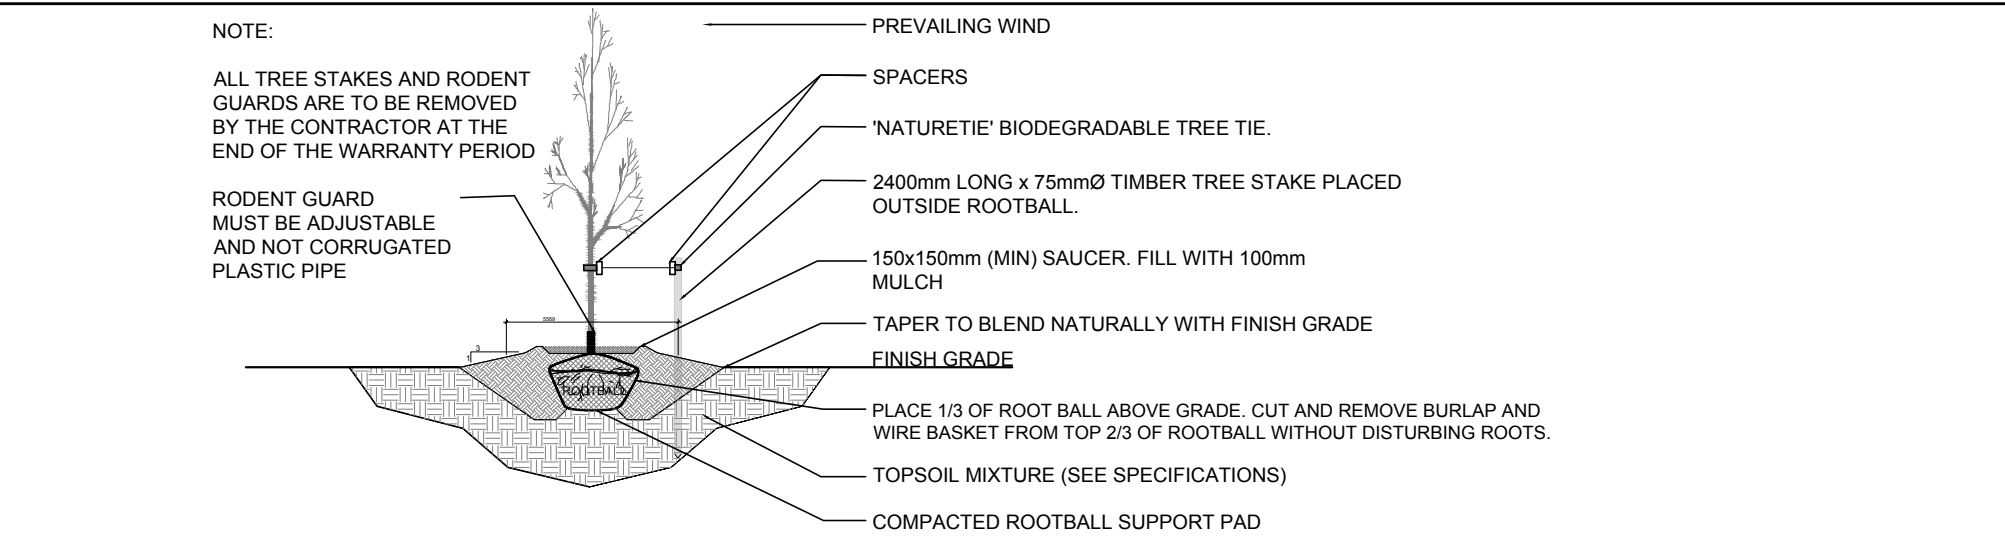 NOTE:
ALL TREE STAKES AND RODENT
GUARDS ARE TO BE REMOVED
BY THE CONTRACTOR AT THE
END OF THE WARRANTY PERIOD
RODENT GUARD
MUST BE ADJUSTABLE
AND NOT CORRUGATED
PLASTIC PIPE
PREVAILING WIND
SPACERS
'NATURETIE' BIODEGRADABLE TREE TIE.
2400mm LONG x 75mmØ TIMBER TREE STAKE PLACED
OUTSIDE ROOTBALL.
150x150mm (MIN) SAUCER. FILL WITH 100mm
MULCH
TAPER TO BLEND NATURALLY WITH FINISH GRADE
FINISH GRADE
PLACE 1/3 OF ROOT BALL ABOVE GRADE. CUT AND REMOVE BURLAP AND
WIRE BASKET FROM TOP 2/3 OF ROOTBALL WITHOUT DISTURBING ROOTS.
TOPSOIL MIXTURE (SEE SPECIFICATIONS)
COMPACTED ROOTBALL SUPPORT PAD
5569
3
1
ROOTBALL